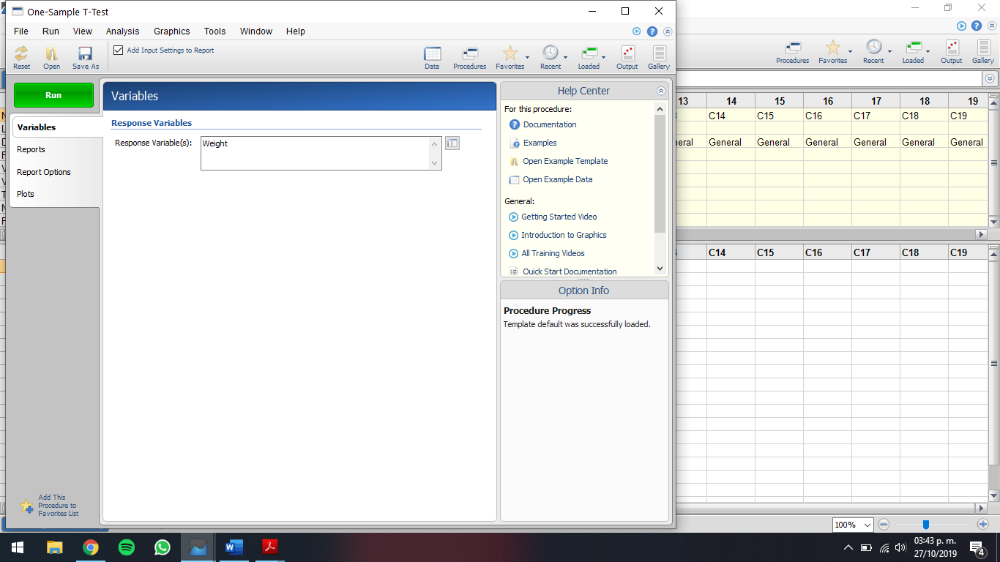 One-Sample T-Test
File Run View Analysis Graphics Tools Window Help
Reset Open Save As
Add Input Settings to Report
Data Procedures Favorites Recent Loaded Output Gallery
Procedures Favorites Recent Loaded Output Gallery
Run
Variables
Reports
Report Options
Plots
Add This
Procedure to
Favorites List
Variables
Response Variables
Response Variable(s): Weight
Help Center
For this procedure:
Documentation
Examples
Open Example Template
Open Example Data
General:
Getting Started Video
Introduction to Graphics
All Training Videos
Quick Start Documentation
Option Info
Procedure Progress
Template default was successfully loaded.
13 14 15 16 17 18 19
C14 C15 C16 C17 C18 C19
General General General General General General
C14 C15 C16 C17 C18 C19
100%
03:43 p. m.
27/10/2019
4